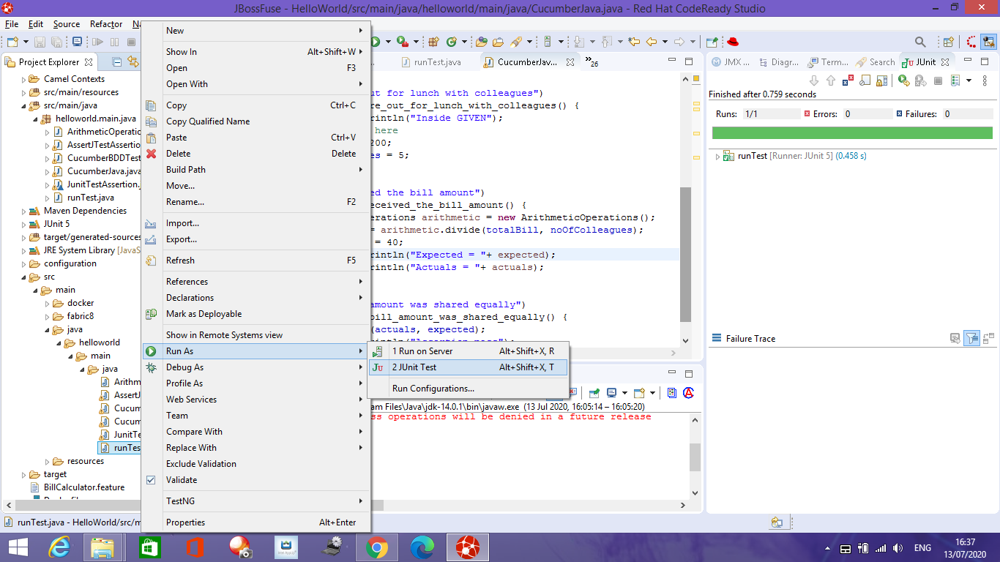 JBossFuse - HelloWorld/src/main/java/helloworld/main/java/CucumberJava.java - Red Hat CodeReady Studio
File Edit Source Refactor Na
Project Explorer
Camel Contexts
src/main/resources
src/main/java
helloworld.main.java
ArithmeticOperatio
AssertJTestAssertio
CucumberBDDTest
CucumberJava.java
JunitTestAssertion.
runTest.java
Maven Dependencies
JUnit 5
target/generated-sources
JRE System Library [JavaS
configuration
src
main
docker
fabric8
java
helloworld
main
java
Arithm
AssertJ
Cucum
Cucum
JunitTe
runTes
resources
target
BillCalculator.feature
New
Show In Alt+Shift+W
Open F3
Open With
Copy Ctrl+C
Copy Qualified Name
Paste Ctrl+V
Delete Delete
Build Path
Move...
Rename... F2
Import...
Export...
Refresh F5
References
Declarations
Mark as Deployable
Show in Remote Systems view
Run As
Debug As
Profile As
Web Services
Team
Compare With
Replace With
Exclude Validation
Validate
TestNG
Properties Alt+Enter
1 Run on Server Alt+Shift+X, R
2 JUnit Test Alt+Shift+X, T
Run Configurations...
runTest.java
CucumberJav...
26
ut for lunch with colleagues")
re_out_for_lunch_with_colleagues() {
rintln("Inside GIVEN");
here
200;
es = 5;
ed the bill amount")
eceived_the_bill_amount() {
erations arithmetic = new ArithmeticOperations();
= arithmetic.divide(totalBill, noOfColleagues);
= 40;
rintln("Expected = "+ expected);
rintln("Actuals = "+ actuals);
amount was shared equally")
bill_amount_was_shared_equally() {
(actuals, expected);
am Files\Java\jdk-14.0.1\bin\javaw.exe (13 Jul 2020, 16:05:14 – 16:05:20)
ss operations will be denied in a future release
JMX ... Diagr... Term... Search JUnit
Finished after 0.759 seconds
Runs: 1/1 Errors: 0 Failures: 0
runTest [Runner: JUnit 5] (0.458 s)
Failure Trace
runTest.java - HelloWorld/src/m
ENG
16:37
13/07/2020